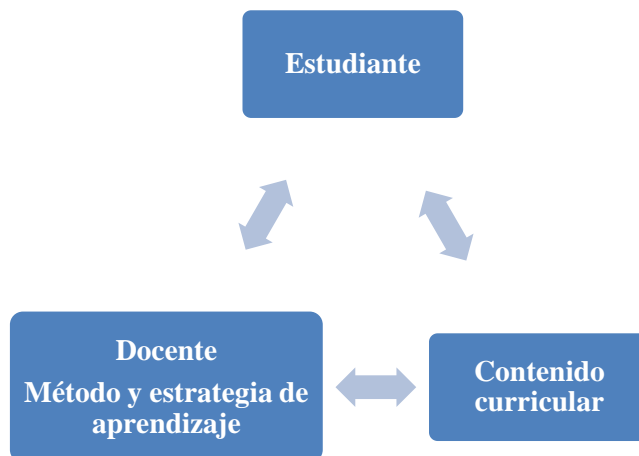 Estudiante
Docente
Método y estrategia de
aprendizaje
Contenido
curricular